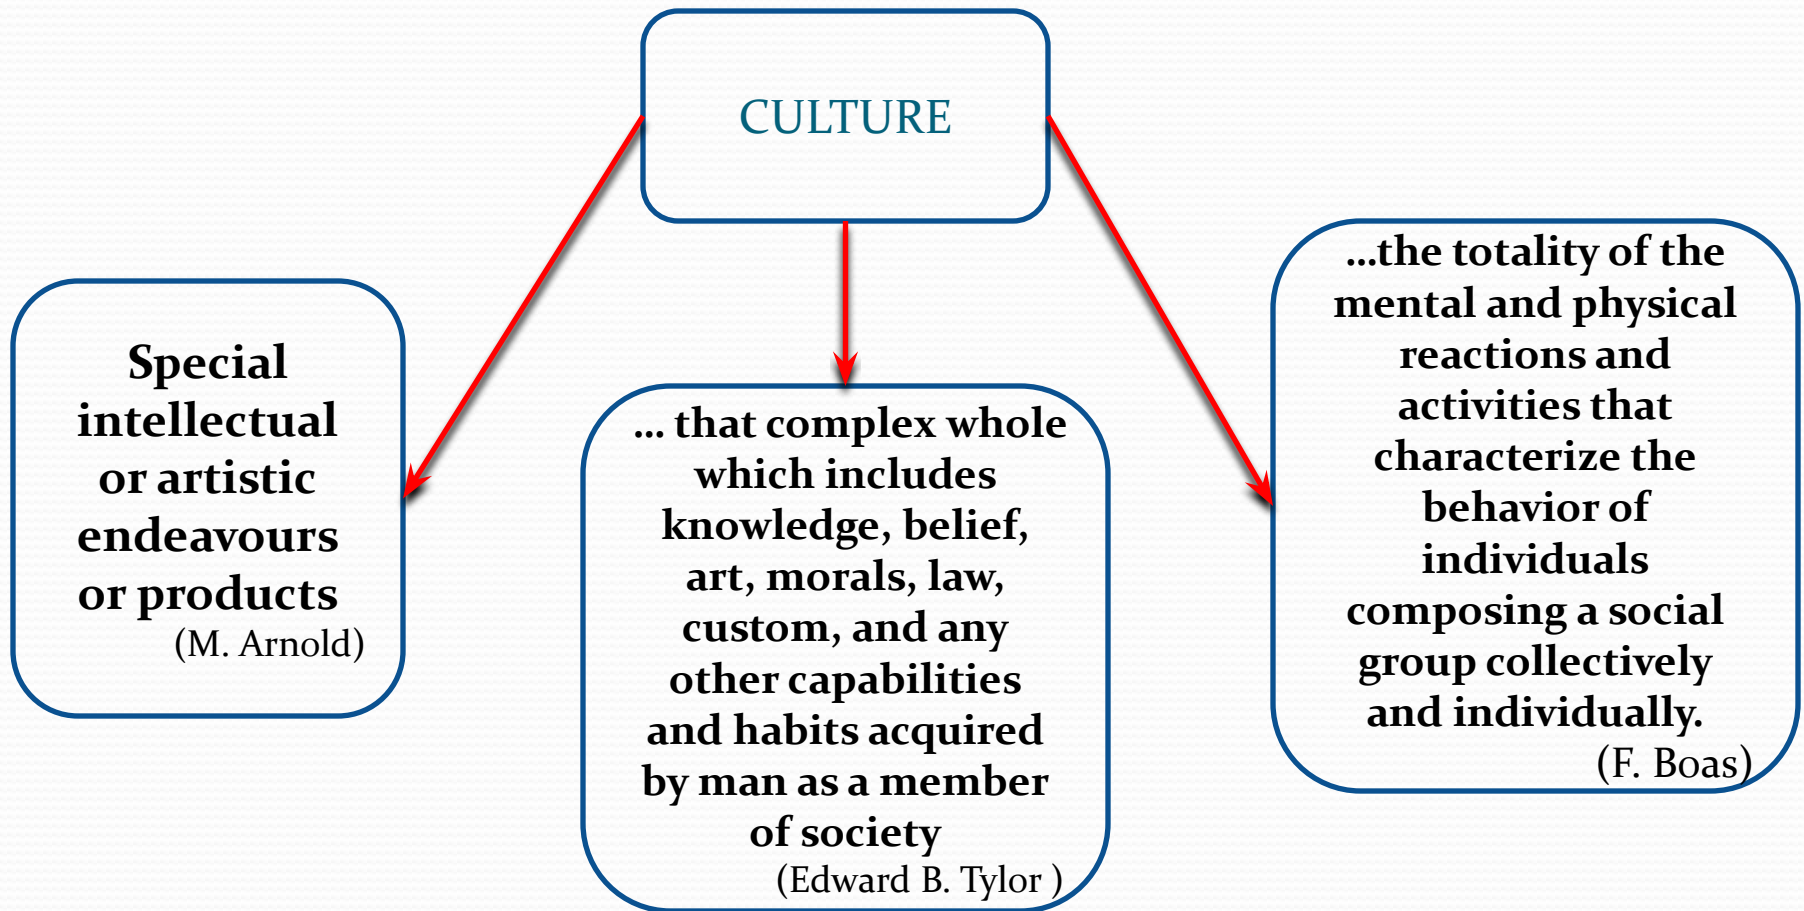 CULTURE
Special
intellectual
or artistic
endeavours
or products
(M. Arnold)
... that complex whole
which includes
knowledge, belief,
art, morals, law,
custom, and any
other capabilities
and habits acquired
by man as a member
of society
(Edward B. Tylor )
...the totality of the
mental and physical
reactions and
activities that
characterize the
behavior of
individuals
composing a social
group collectively
and individually.
(F. Boas)